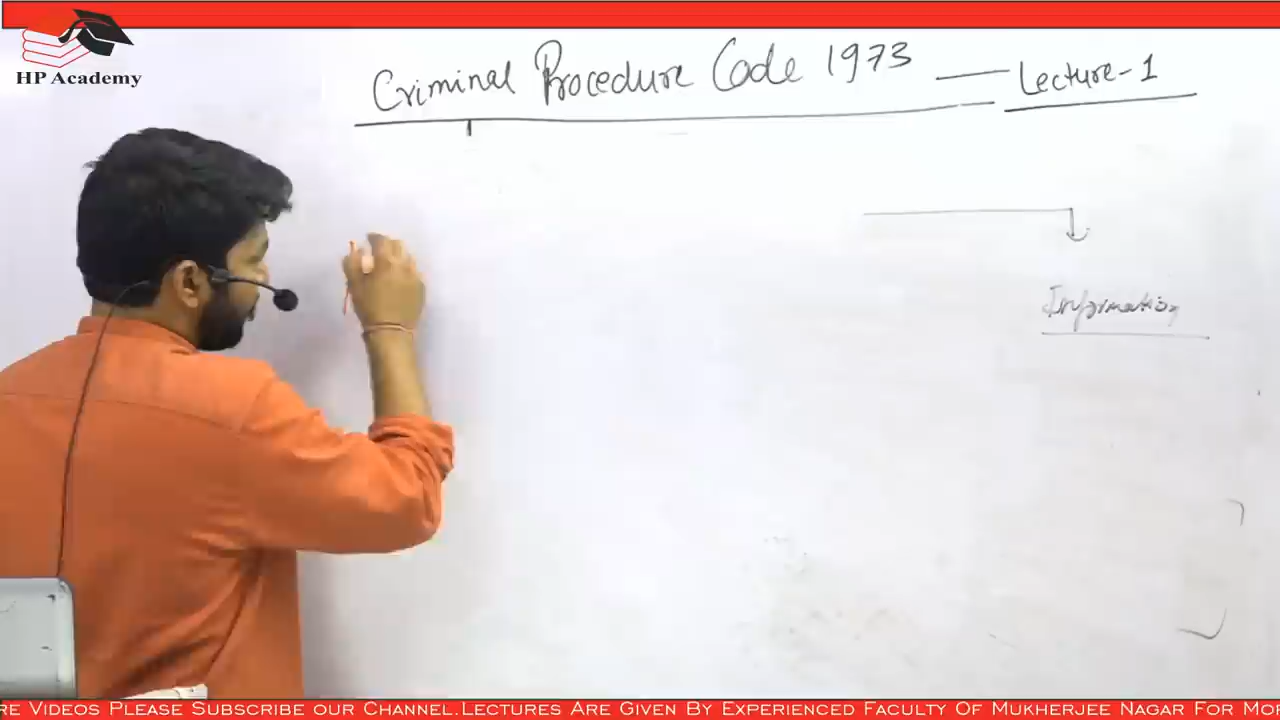 HP Academy
Criminal Procedure Code 1973 — Lecture-1
Information
RE VIDEOS PLEASE SUBSCRIBE OUR CHANNEL.LECTURES ARE GIVEN BY EXPERIENCED FACULTY OF MUKHERJEE NAGAR FOR MOR